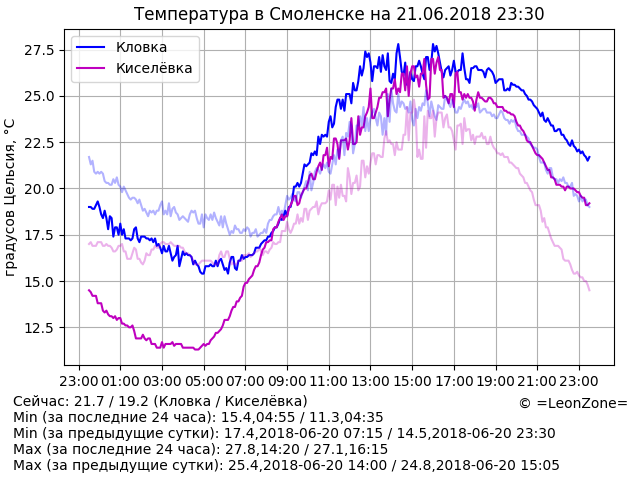 Температура в Смоленске на 21.06.2018 23:30
27.5
25.0
22.5
20.0
17.5
15.0
12.5
градусов Цельсия, °C
Кловка
Киселёвка
23:00 01:00 03:00 05:00 07:00 09:00 11:00 13:00 15:00 17:00 19:00 21:00 23:00
Сейчас: 21.7 / 19.2 (Кловка / Киселёвка)
© =LeonZone=
Min (за последние 24 часа): 15.4,04:55 / 11.3,04:35
Min (за предыдущие сутки): 17.4,2018-06-20 07:15 / 14.5,2018-06-20 23:30
Max (за последние 24 часа): 27.8,14:20 / 27.1,16:15
Max (за предыдущие сутки): 25.4,2018-06-20 14:00 / 24.8,2018-06-20 15:05